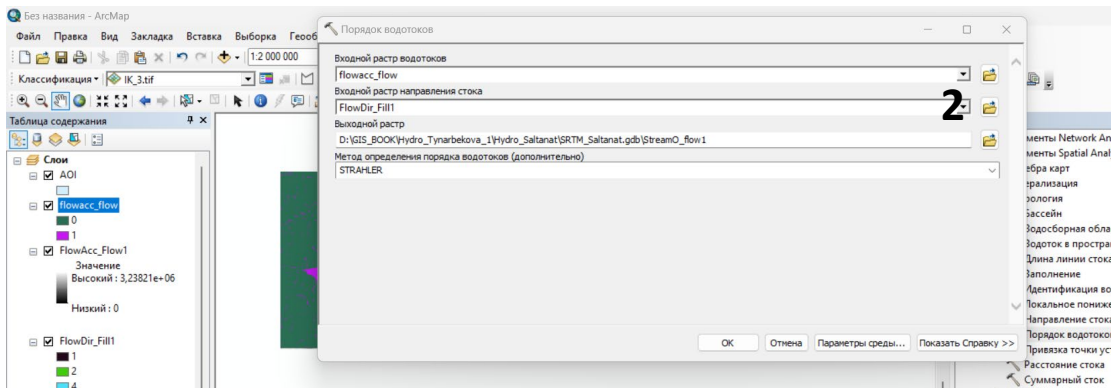 Без названия - ArcMap
Файл Правка Вид Закладка Вставка Выборка Геооб
1:2 000 000
Классификация IK_3.tif
Таблица содержания
Слои
AOI
flowacc_flow
0
1
FlowAcc_Flow1
Значение
Высокий : 3,23821e+06
Низкий : 0
FlowDir_Fill1
1
2
4
Порядок водотоков
Входной растр водотоков
flowacc_flow
Входной растр направления стока
FlowDir_Fill1
2
Выходной растр
D:\GIS_BOOK\Hydro_Tynarbekova_1\Hydro_Saltanat\SRTM_Saltanat.gdb\StreamO_flow1
Метод определения порядка водотоков (дополнительно)
STRAHLER
OK Отмена Параметры среды... Показать Справку >>
менты Network An
менты Spatial Anal
ебра карт
ерализация
рология
Бассейн
Водосборная обла
Водоток в простра
Длина линии сток
Заполнение
Идентификация во
Локальное пониже
Направление стока
Порядок водотоко
Привязка точки ус
Расстояние стока
Суммарный сток